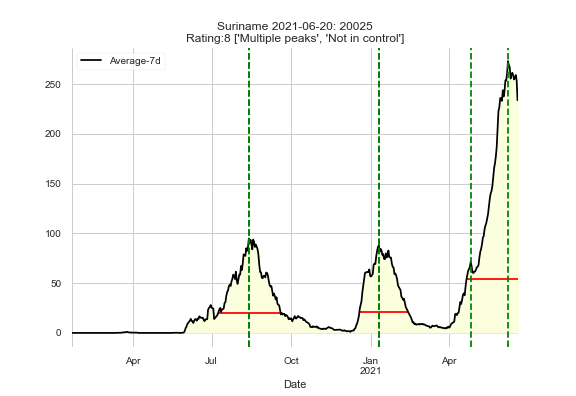 Suriname 2021-06-20: 20025
Rating:8 ['Multiple peaks', 'Not in control']
Average-7d
250
200
150
100
50
0
Apr
Jul
Oct
Jan
2021
Apr
Date